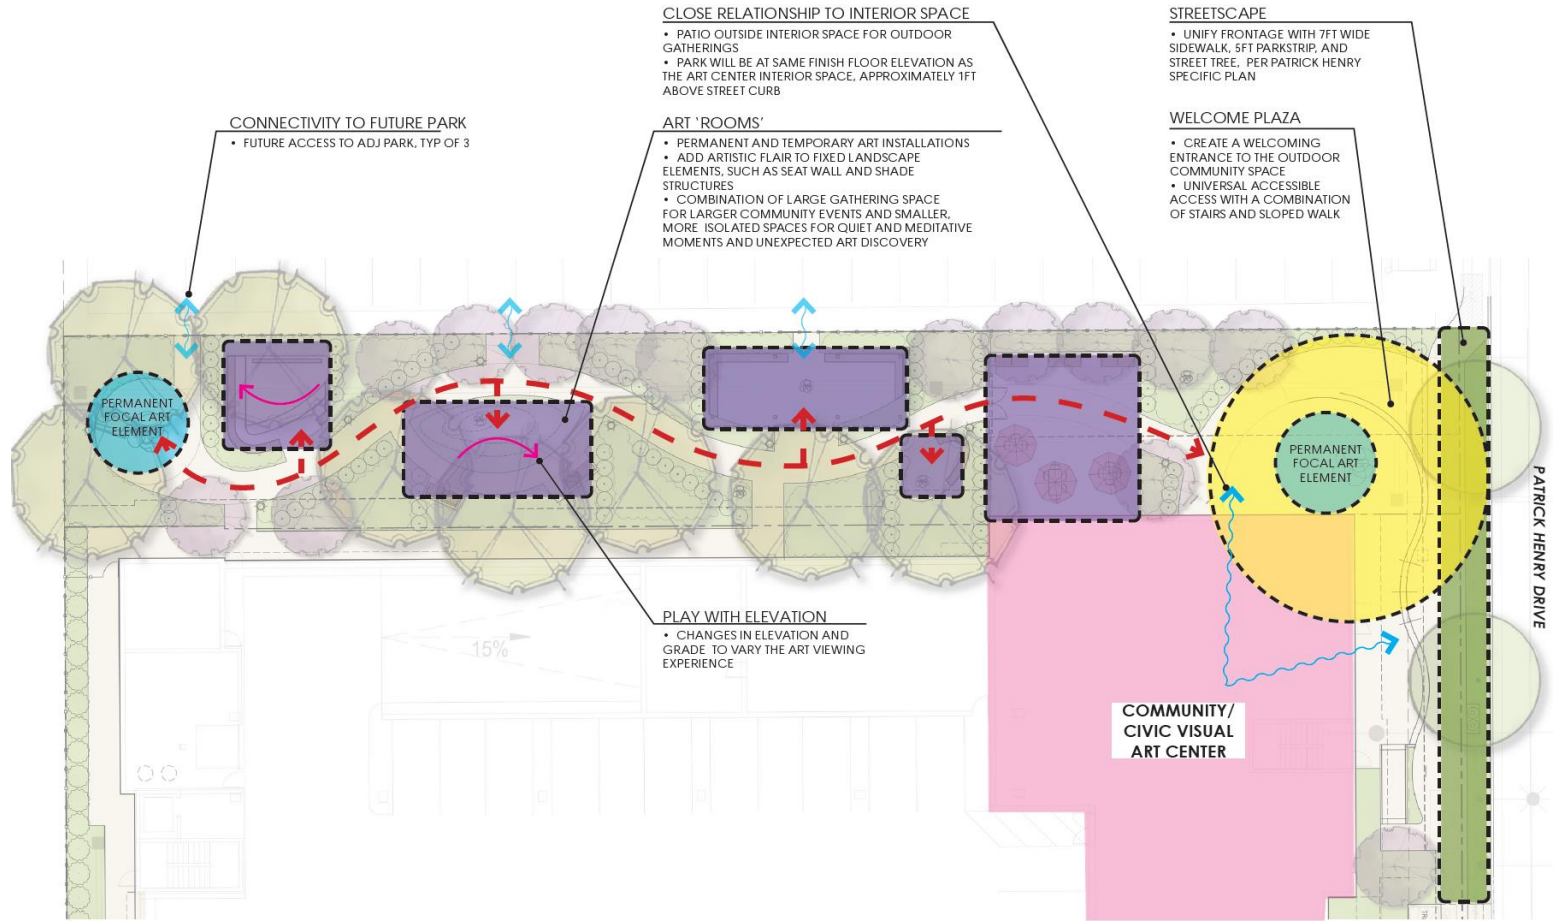 CLOSE RELATIONSHIP TO INTERIOR SPACE
• PATIO OUTSIDE INTERIOR SPACE FOR OUTDOOR
GATHERINGS
• PARK WILL BE AT SAME FINISH FLOOR ELEVATION AS
THE ART CENTER INTERIOR SPACE, APPROXIMATELY 1FT
ABOVE STREET CURB
STREETSCAPE
• UNIFY FRONTAGE WITH 7FT WIDE
SIDEWALK, 5FT PARKSTRIP, AND
STREET TREE, PER PATRICK HENRY
SPECIFIC PLAN
CONNECTIVITY TO FUTURE PARK
• FUTURE ACCESS TO ADJ PARK, TYP OF 3
ART ‘ROOMS’
• PERMANENT AND TEMPORARY ART INSTALLATIONS
• ADD ARTISTIC FLAIR TO FIXED LANDSCAPE
ELEMENTS, SUCH AS SEAT WALL AND SHADE
STRUCTURES
• COMBINATION OF LARGE GATHERING SPACE
FOR LARGER COMMUNITY EVENTS AND SMALLER,
MORE ISOLATED SPACES FOR QUIET AND MEDITATIVE
MOMENTS AND UNEXPECTED ART DISCOVERY
WELCOME PLAZA
• CREATE A WELCOMING
ENTRANCE TO THE OUTDOOR
COMMUNITY SPACE
• UNIVERSAL ACCESSIBLE
ACCESS WITH A COMBINATION
OF STAIRS AND SLOPED WALK
PERMANENT
FOCAL ART
ELEMENT
PERMANENT
FOCAL ART
ELEMENT
PATRICK HENRY DRIVE
PLAY WITH ELEVATION
• CHANGES IN ELEVATION AND
GRADE TO VARY THE ART VIEWING
EXPERIENCE
15%
COMMUNITY/
CIVIC VISUAL
ART CENTER